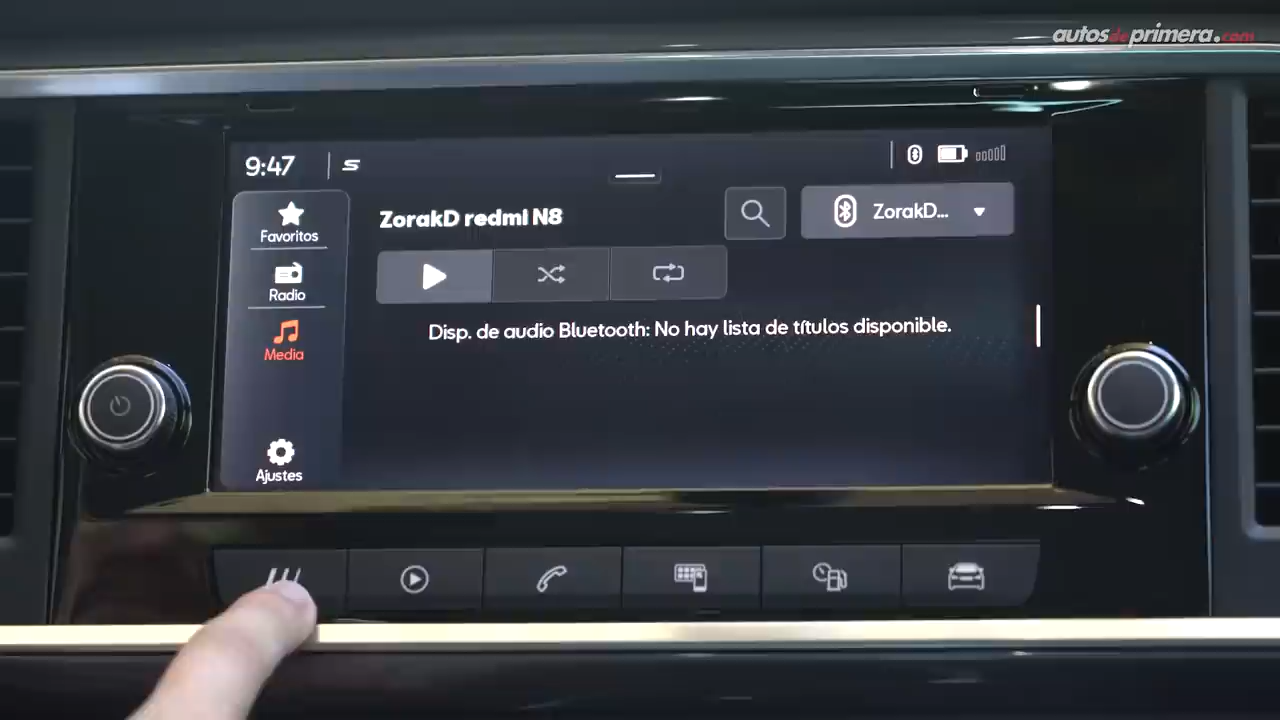 autosdeprimera.com
9:47
Favoritos
ZorakD redmi N8
ZorakD...
Radio
Disp. de audio Bluetooth: No hay lista de títulos disponible.
Media
Ajustes